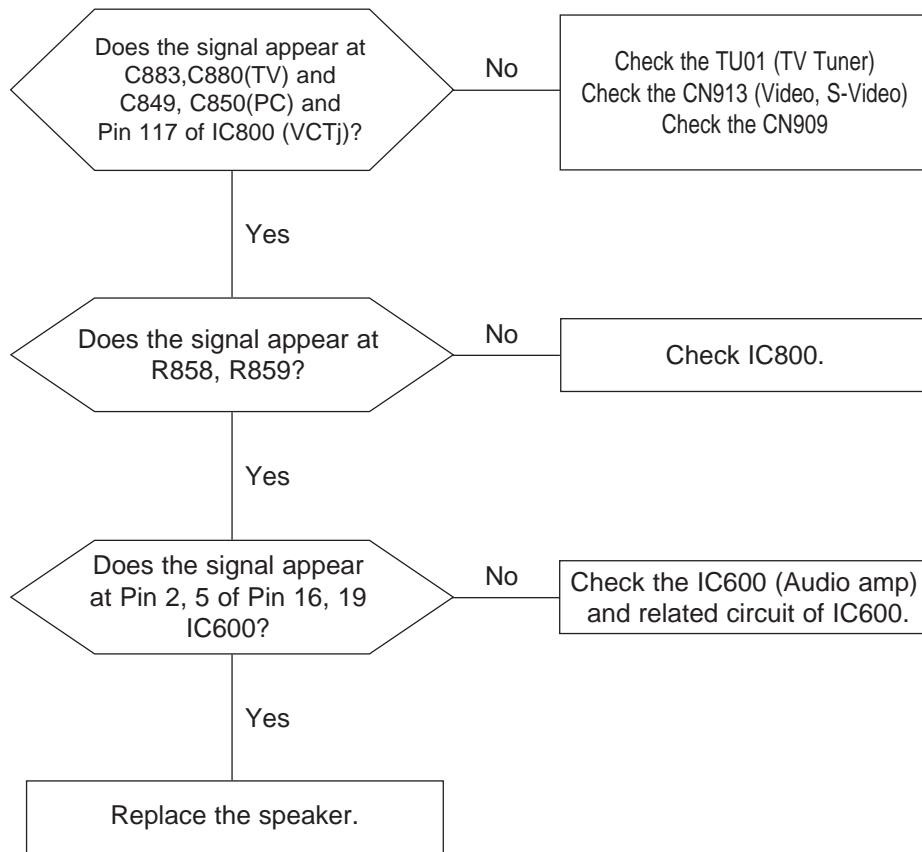 Does the signal appear at
C883,C880(TV) and
C849, C850(PC) and
Pin 117 of IC800 (VCTj)?
No
Check the TU01 (TV Tuner)
Check the CN913 (Video, S-Video)
Check the CN909
Yes
Does the signal appear at
R858, R859?
No
Check IC800.
Yes
Does the signal appear
at Pin 2, 5 of Pin 16, 19
IC600?
No
Check the IC600 (Audio amp)
and related circuit of IC600.
Yes
Replace the speaker.